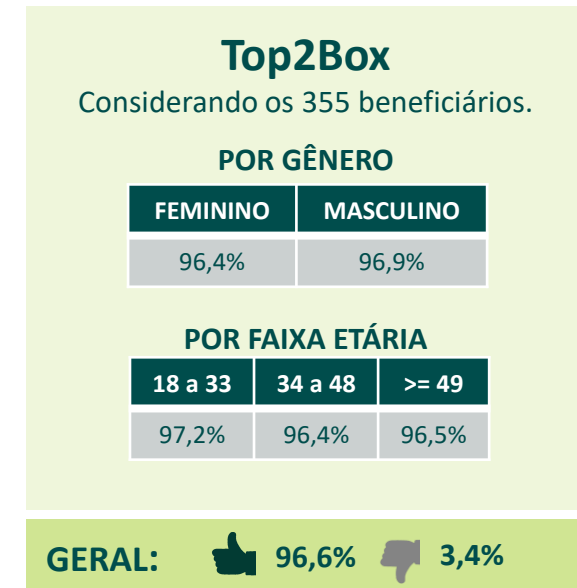 Top2Box
Considerando os 355 beneficiários.
POR GÊNERO
FEMININO MASCULINO
96,4% 96,9%
POR FAIXA ETÁRIA
18 a 33 34 a 48 >= 49
97,2% 96,4% 96,5%
GERAL: 96,6% 3,4%